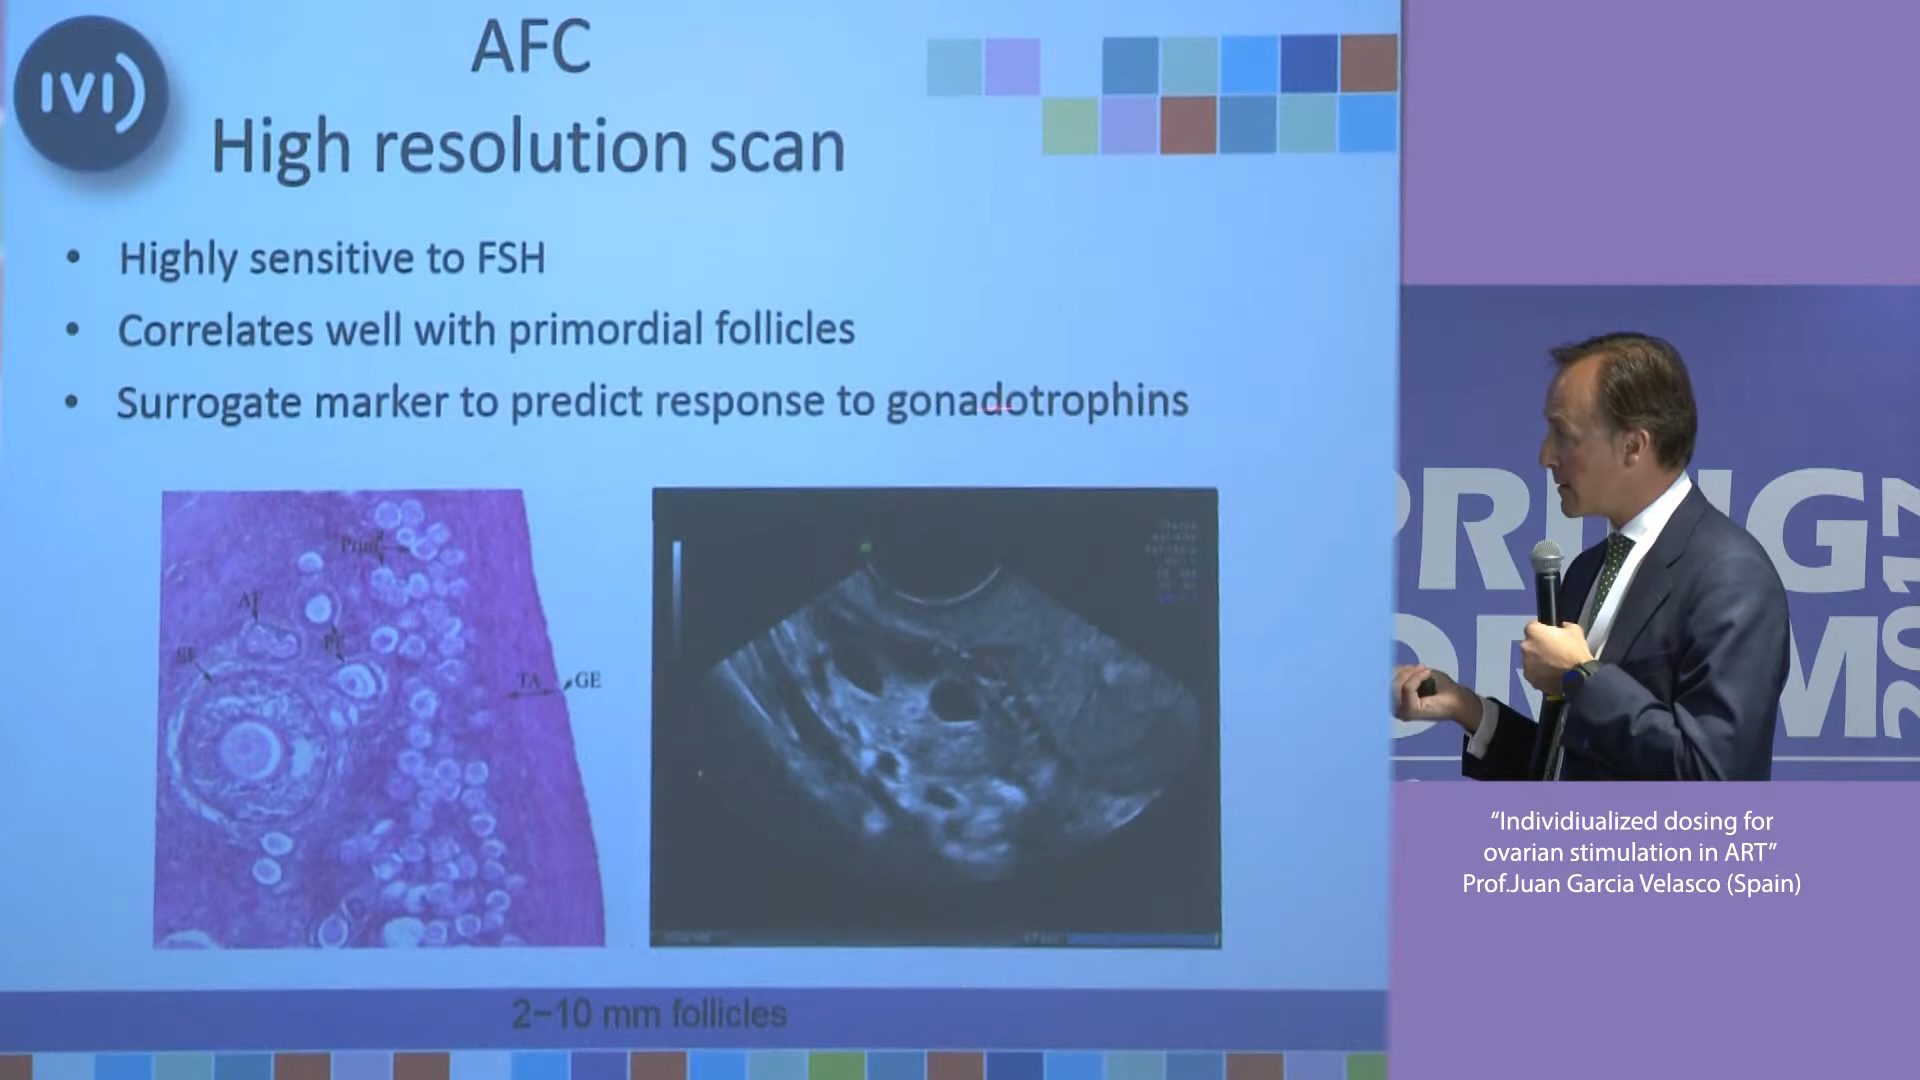 IVI
AFC
High resolution scan
• Highly sensitive to FSH
• Correlates well with primordial follicles
• Surrogate marker to predict response to gonadotrophins
Prim
AF
PF
SF
TA
GE
2–10 mm follicles
PRING
2017
“Individiualized dosing for
ovarian stimulation in ART”
Prof.Juan Garcia Velasco (Spain)